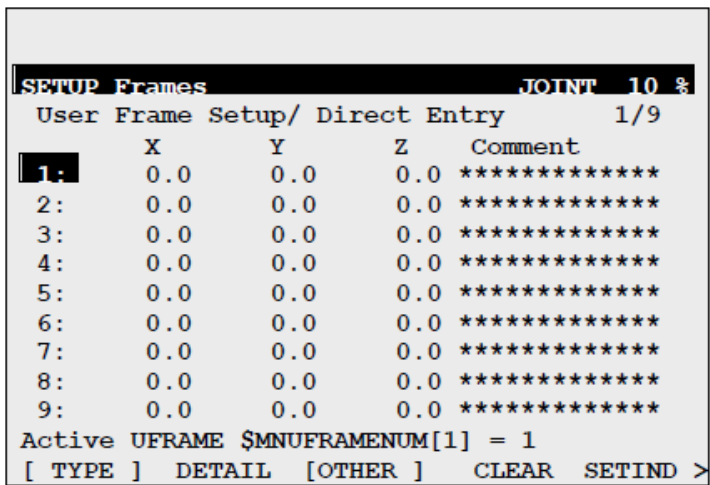 SETUP Frames JOINT 10 %
User Frame Setup/ Direct Entry 1/9
X Y Z Comment
1: 0.0 0.0 0.0 *************
2: 0.0 0.0 0.0 *************
3: 0.0 0.0 0.0 *************
4: 0.0 0.0 0.0 *************
5: 0.0 0.0 0.0 *************
6: 0.0 0.0 0.0 *************
7: 0.0 0.0 0.0 *************
8: 0.0 0.0 0.0 *************
9: 0.0 0.0 0.0 *************
Active UFRAME $MNUFRAMENUM[1] = 1
[ TYPE ] DETAIL [OTHER ] CLEAR SETIND >